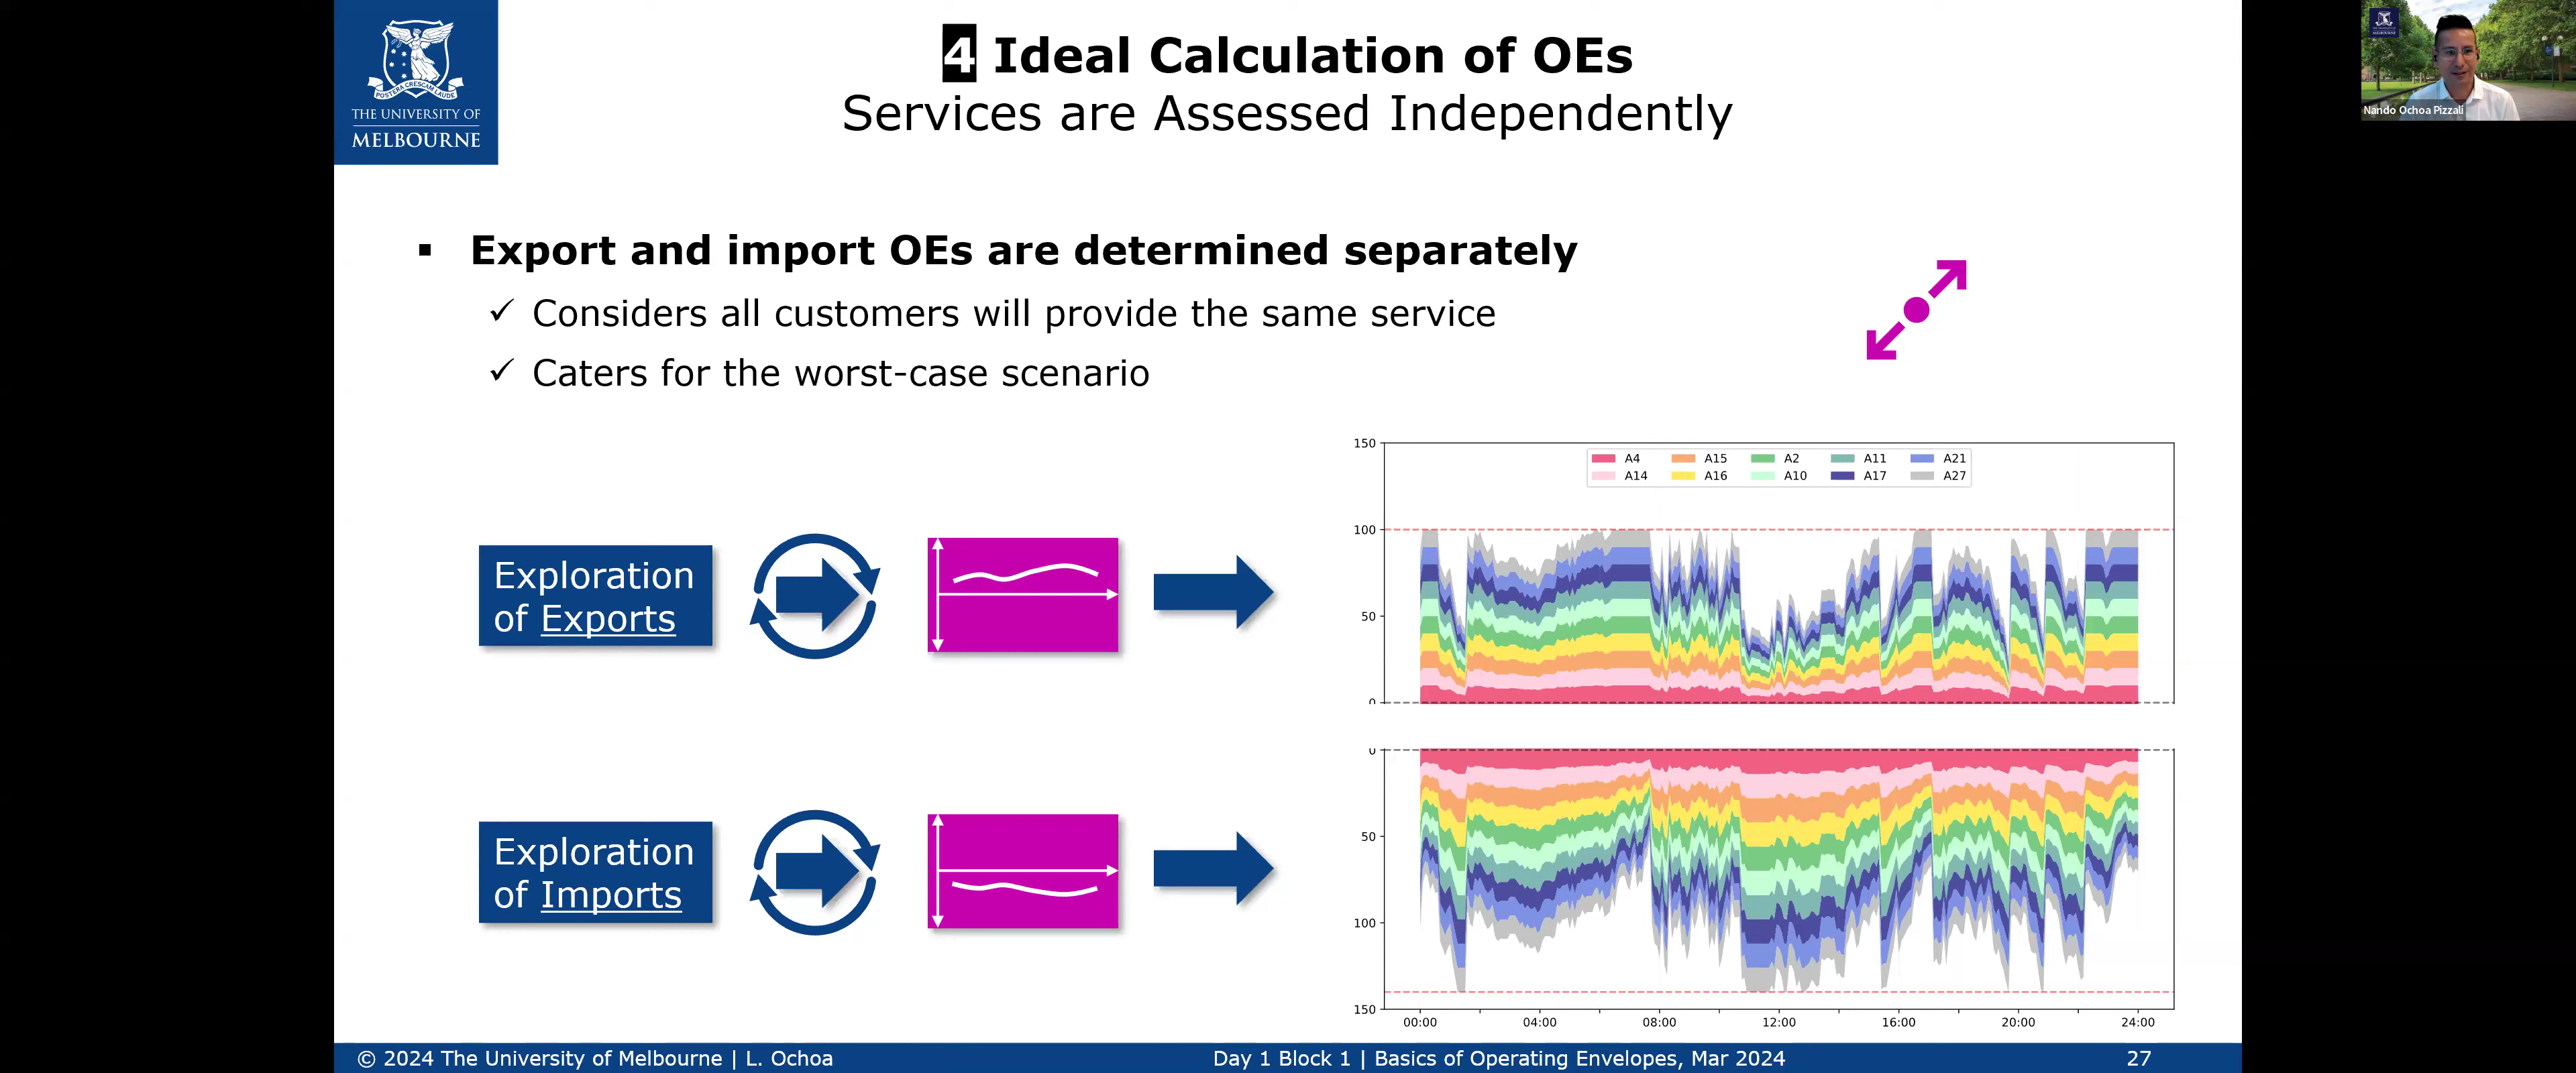 4 Ideal Calculation of OEs
Services are Assessed Independently
POSTERA CRESCAM LAUDE
THE UNIVERSITY OF
MELBOURNE
Nando Ochoa Pizzali
▪ Export and import OEs are determined separately
✓ Considers all customers will provide the same service
✓ Caters for the worst-case scenario
Exploration
of Exports
150
A4 A15 A2 A11 A21
A14 A16 A10 A17 A27
100
50
0
Exploration
of Imports
0
50
100
150
00:00 04:00 08:00 12:00 16:00 20:00 24:00
© 2024 The University of Melbourne | L. Ochoa
Day 1 Block 1 | Basics of Operating Envelopes, Mar 2024
27